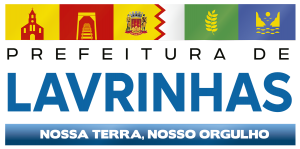 PREFEITURA DE
LAVRINHAS
NOSSA TERRA, NOSSO ORGULHO